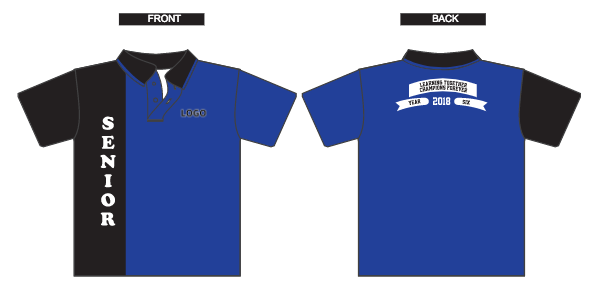 FRONT
BACK
SENIOR
LOGO
LEARNING TOGETHER
CHAMPIONS FOREVER
YEAR 2018 SIX